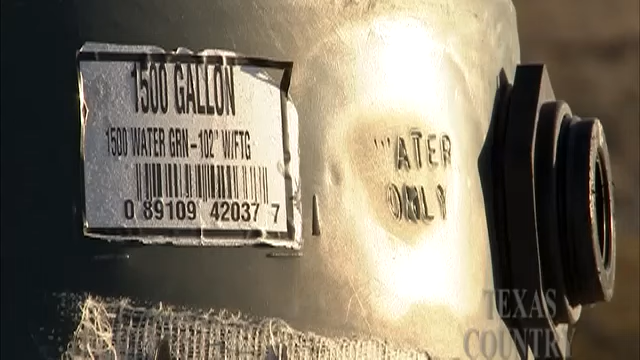 1500 GALLON
1500 WATER GRN-102" W/FTG
0 89109 42037 7
WATER
ONLY
TEXAS
COUNTRY